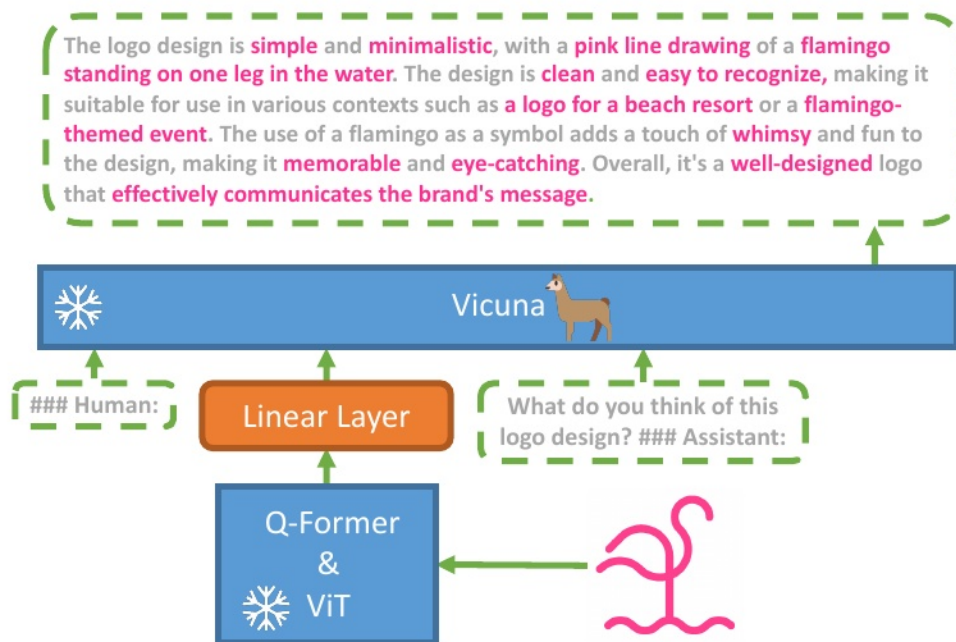 The logo design is simple and minimalistic, with a pink line drawing of a flamingo
standing on one leg in the water. The design is clean and easy to recognize, making it
suitable for use in various contexts such as a logo for a beach resort or a flamingo-
themed event. The use of a flamingo as a symbol adds a touch of whimsy and fun to
the design, making it memorable and eye-catching. Overall, it's a well-designed logo
that effectively communicates the brand's message.
Vicuna
### Human:
Linear Layer
What do you think of this
logo design? ### Assistant:
Q-Former
&
ViT